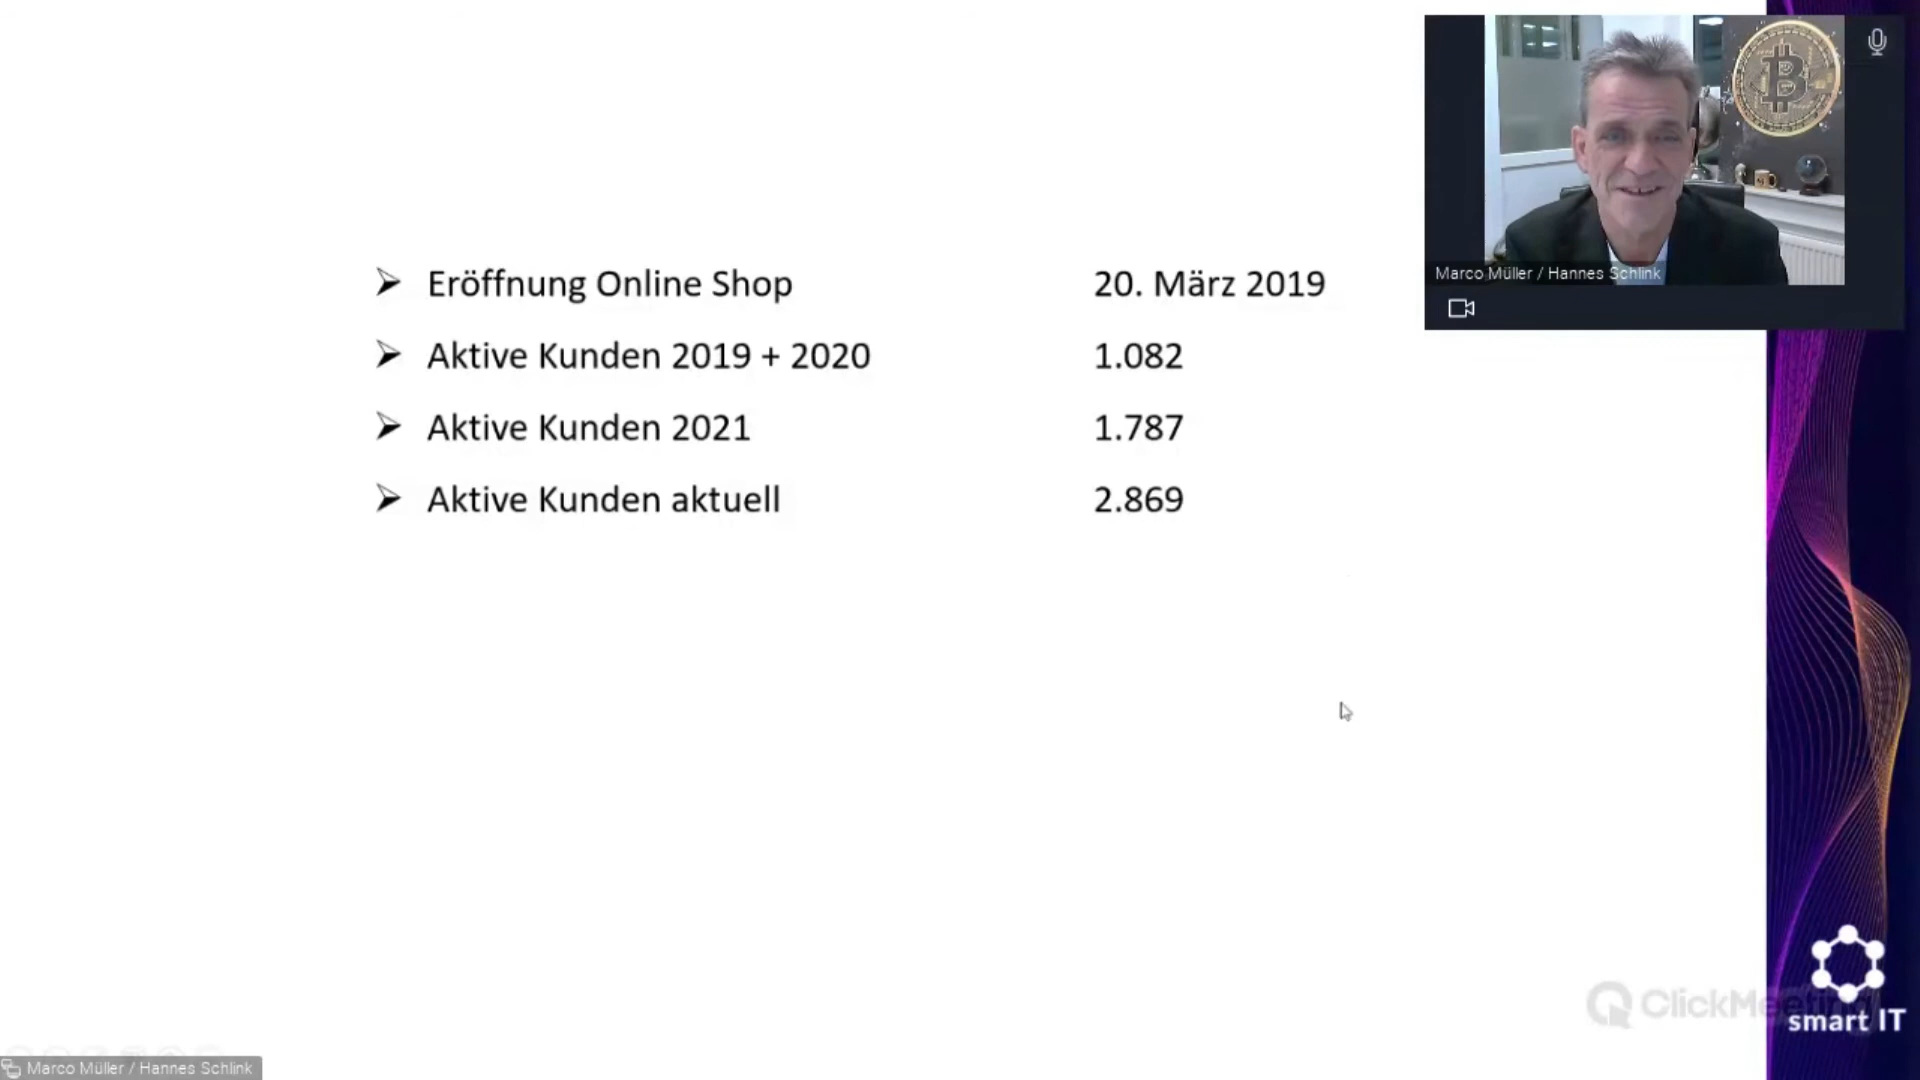 Eröffnung Online Shop 20. März 2019
Aktive Kunden 2019 + 2020 1.082
Aktive Kunden 2021 1.787
Aktive Kunden aktuell 2.869
Marco Müller / Hannes Schlink
ClickMeeting
smart IT
Marco Müller / Hannes Schlink